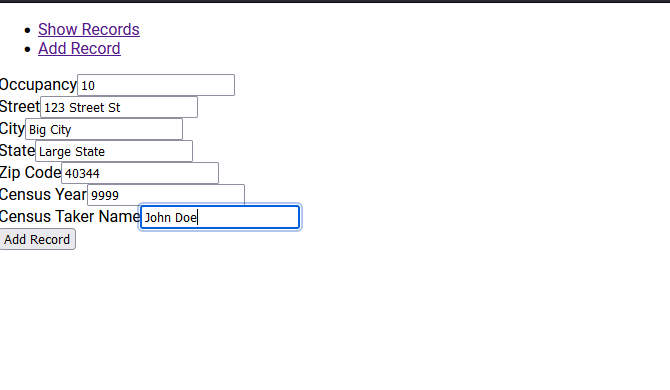 Show Records
Add Record
Occupancy 10
Street 123 Street St
City Big City
State Large State
Zip Code 40344
Census Year 9999
Census Taker Name John Doe
Add Record